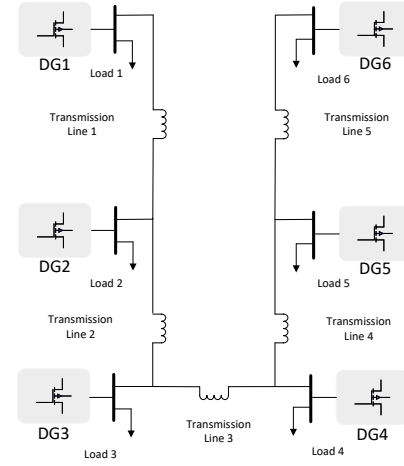 DG1
Load 1
DG6
Load 6
Transmission
Line 1
Transmission
Line 5
DG2
Load 2
DG5
Load 5
Transmission
Line 2
Transmission
Line 4
DG3
Load 3
Transmission
Line 3
DG4
Load 4